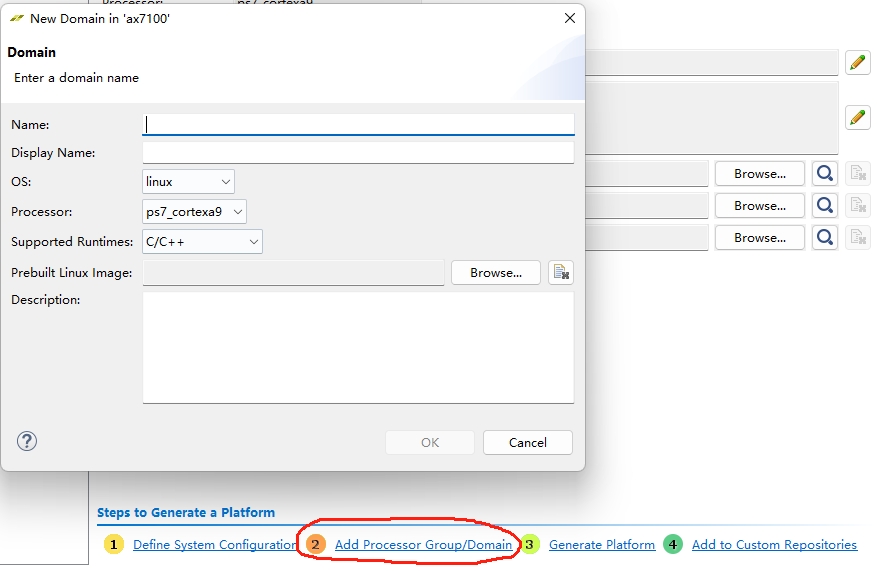 Processor:
ps7_cortexa9
New Domain in 'ax7100'
Domain
Enter a domain name
Name:
Display Name:
OS:
linux
Processor:
ps7_cortexa9
Supported Runtimes:
C/C++
Prebuilt Linux Image:
Browse...
Description:
OK
Cancel
Browse...
Browse...
Browse...
Steps to Generate a Platform
1 Define System Configuration 2 Add Processor Group/Domain 3 Generate Platform 4 Add to Custom Repositories